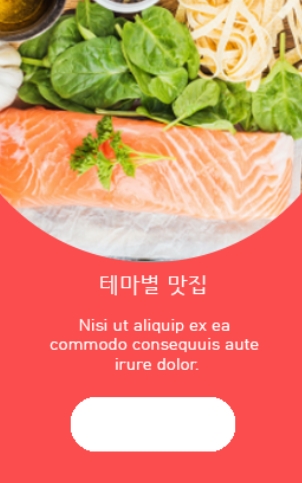 테마별 맛집
Nisi ut aliquip ex ea
commodo consequuis aute
irure dolor.